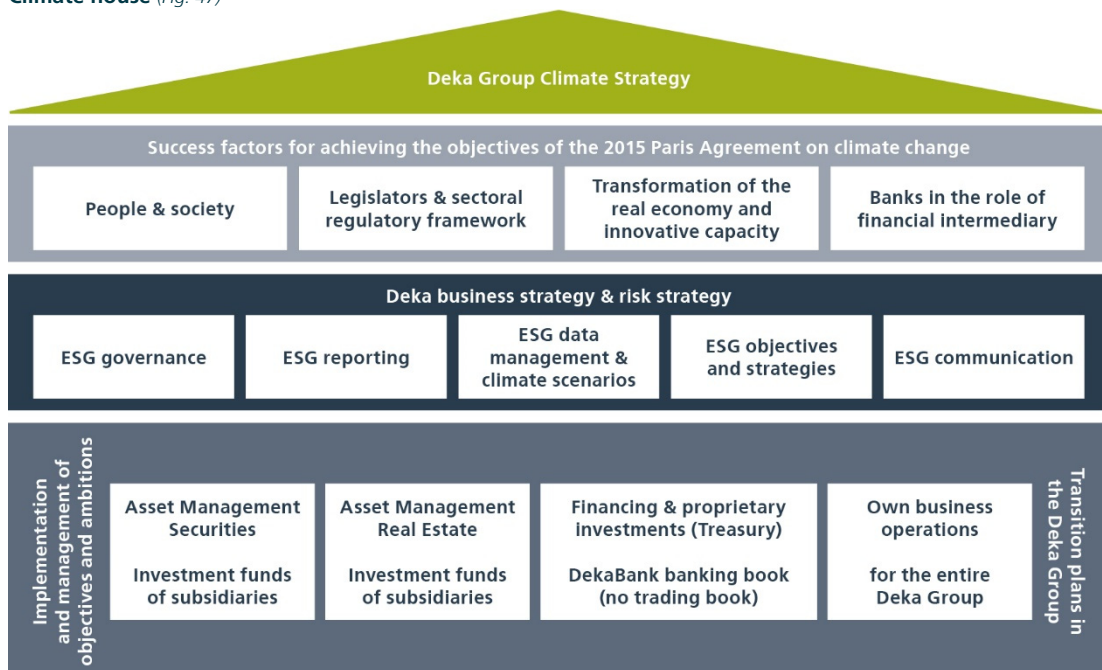 Climate house (Fig. 47)
Deka Group Climate Strategy
Success factors for achieving the objectives of the 2015 Paris Agreement on climate change
People & society
Legislators & sectoral
regulatory framework
Transformation of the
real economy and
innovative capacity
Banks in the role of
financial intermediary
Deka business strategy & risk strategy
ESG governance
ESG reporting
ESG data
management &
climate scenarios
ESG objectives
and strategies
ESG communication
Implementation
and management of
objectives and ambitions
Asset Management
Securities
Investment funds
of subsidiaries
Asset Management
Real Estate
Investment funds
of subsidiaries
Financing & proprietary
investments (Treasury)
DekaBank banking book
(no trading book)
Own business
operations
for the entire
Deka Group
Transition plans in
the Deka Group